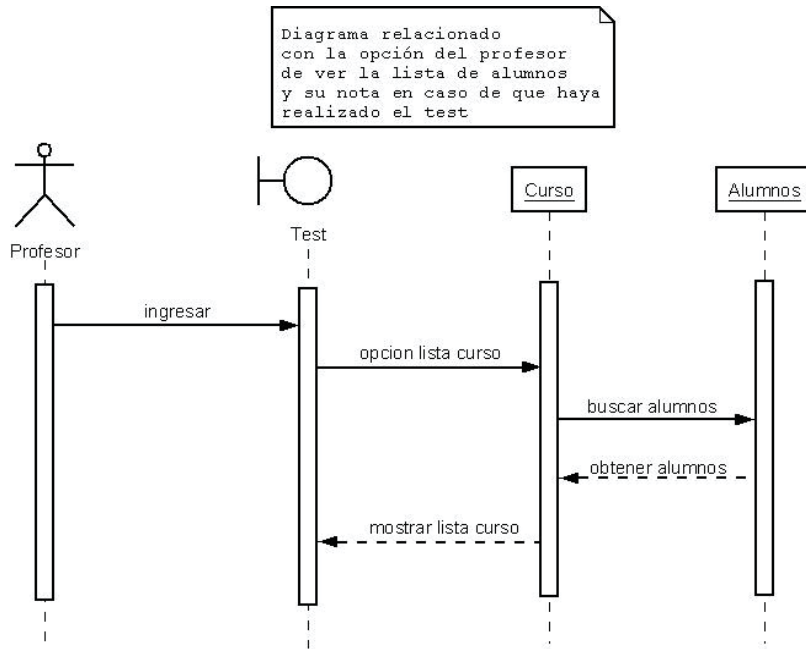 Diagrama relacionado
con la opción del profesor
de ver la lista de alumnos
y su nota en caso de que haya
realizado el test
Profesor
Test
Curso
Alumnos
ingresar
opcion lista curso
buscar alumnos
obtener alumnos
mostrar lista curso